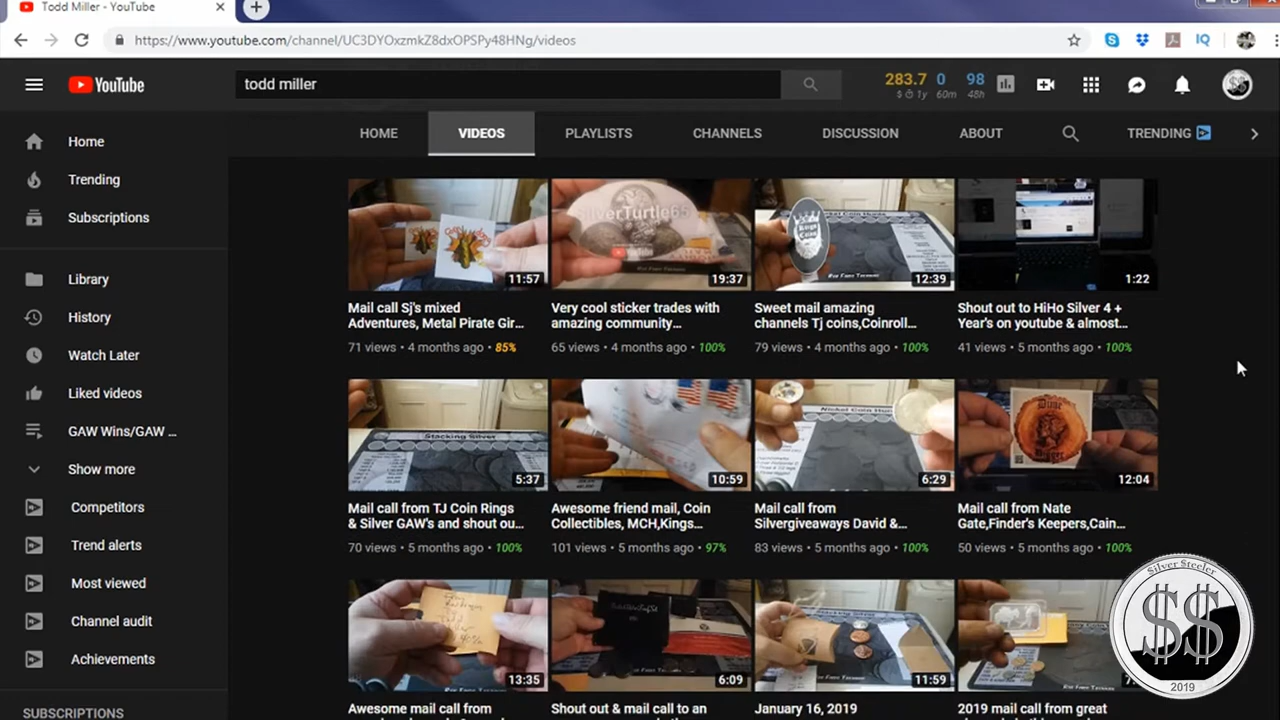 Todd Miller - YouTube
https://www.youtube.com/channel/UC3DYOxzmkZ8dxOPSPy48HNg/videos
YouTube
todd miller
283.7 0 98
$ 1y 60m 48h
HOME VIDEOS PLAYLISTS CHANNELS DISCUSSION ABOUT TRENDING
Home
Trending
Subscriptions
Library
History
Watch Later
Liked videos
GAW Wins/GAW ...
Show more
Competitors
Trend alerts
Most viewed
Channel audit
Achievements
SUBSCRIPTIONS
11:57
Mail call Sj's mixed
Adventures, Metal Pirate Gir...
71 views • 4 months ago • 85%
SilverTurtle65
YouTube
19:37
Very cool sticker trades with
amazing community...
65 views • 4 months ago • 100%
12:39
Sweet mail amazing
channels Tj coins,Coinroll...
79 views • 4 months ago • 100%
1:22
Shout out to HiHo Silver 4 +
Year's on youtube & almost...
41 views • 5 months ago • 100%
Stacking Silver
5:37
Mail call from TJ Coin Rings
& Silver GAW's and shout ou...
70 views • 5 months ago • 100%
10:59
Awesome friend mail, Coin
Collectibles, MCH,Kings...
101 views • 5 months ago • 97%
Nickel Coin Hun
6:29
Mail call from
Silvergiveaways David &...
83 views • 5 months ago • 100%
12:04
Mail call from Nate
Gate,Finder's Keepers,Cain...
50 views • 5 months ago • 100%
13:35
Awesome mail call from
6:09
Shout out & mail call to an
Stacking Silver
11:59
January 16, 2019
2019 mail call from great
Silver $teeler
$$
2019